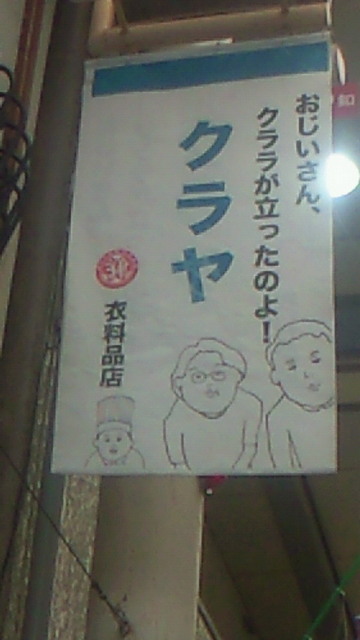 おじいさん、
クララが立ったのよ!
クラヤ
衣料品店